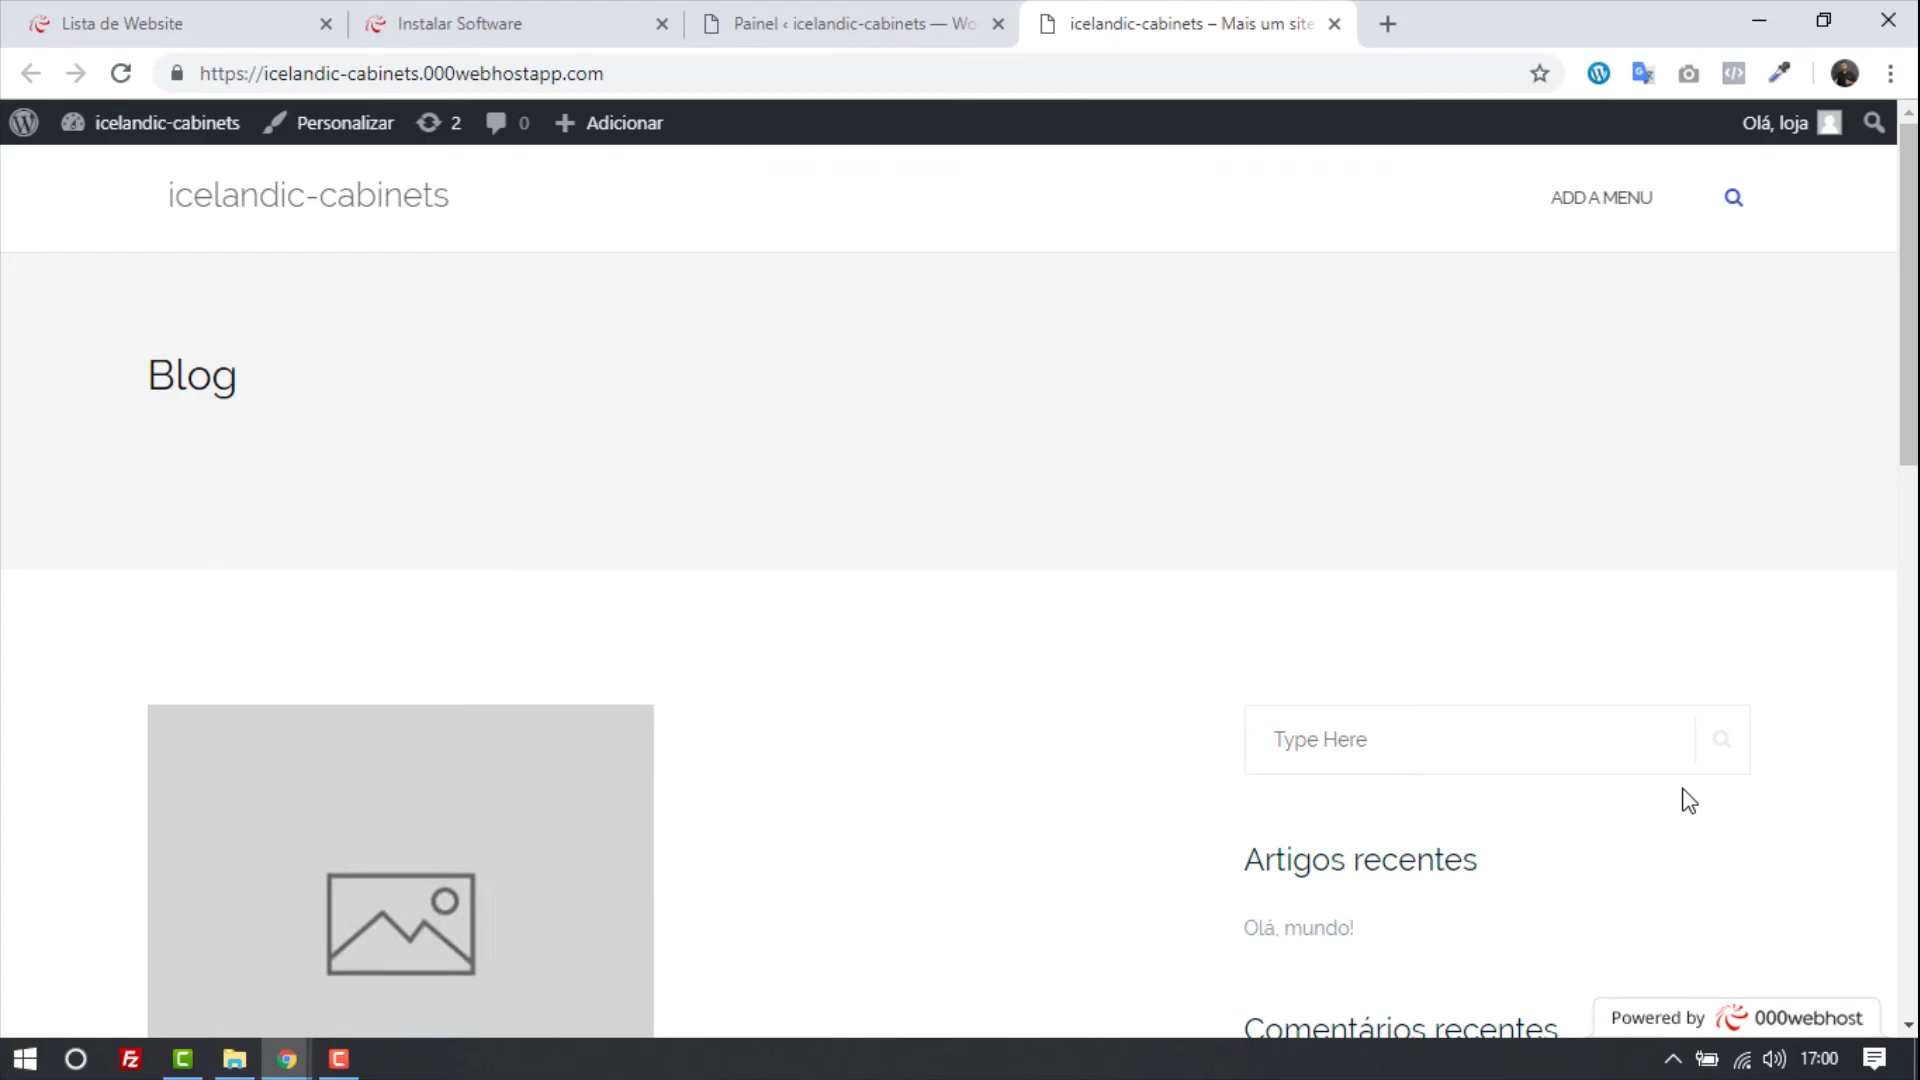 Lista de Website
Instalar Software
Painel ‹ icelandic-cabinets — Wo
icelandic-cabinets – Mais um site
https://icelandic-cabinets.000webhostapp.com
icelandic-cabinets
Personalizar
2
0
Adicionar
Olá, loja
icelandic-cabinets
ADD A MENU
Blog
Type Here
Artigos recentes
Olá, mundo!
Comentários recentes
Powered by 000webhost
17:00